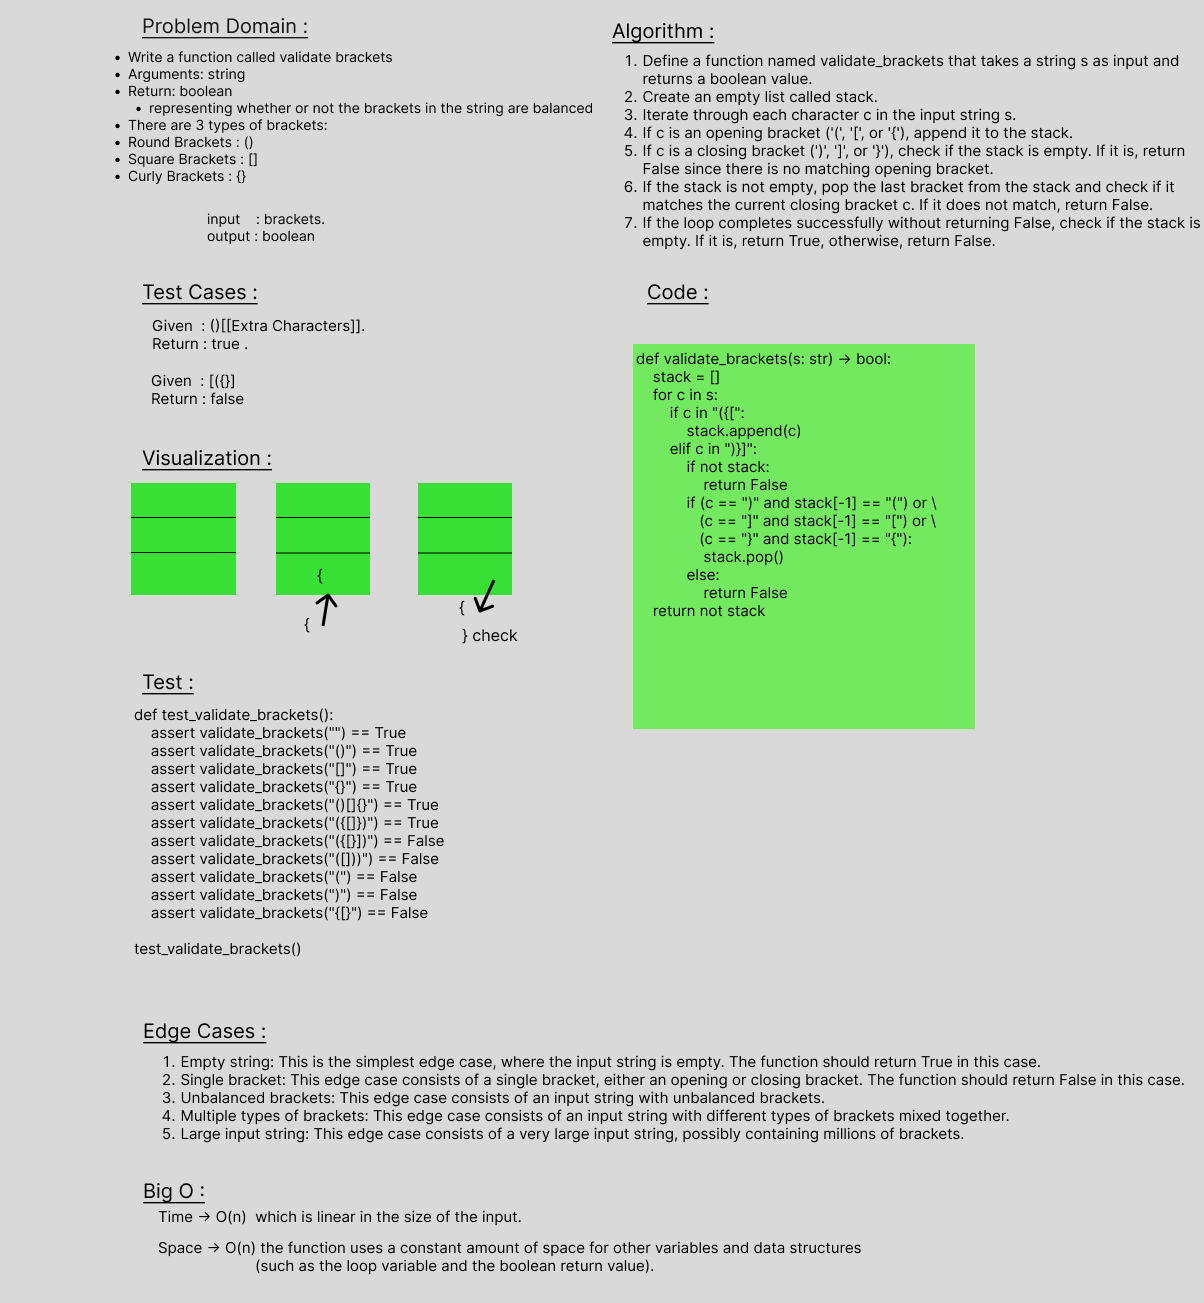 Problem Domain :
• Write a function called validate brackets
• Arguments: string
• Return: boolean
• representing whether or not the brackets in the string are balanced
• There are 3 types of brackets:
• Round Brackets : ()
• Square Brackets : []
• Curly Brackets : {}
input : brackets.
output : boolean
Algorithm :
1. Define a function named validate_brackets that takes a string s as input and
returns a boolean value.
2. Create an empty list called stack.
3. Iterate through each character c in the input string s.
4. If c is an opening bracket ('(', '[', or '{'), append it to the stack.
5. If c is a closing bracket (')', ']', or '}'), check if the stack is empty. If it is, return
False since there is no matching opening bracket.
6. If the stack is not empty, pop the last bracket from the stack and check if it
matches the current closing bracket c. If it does not match, return False.
7. If the loop completes successfully without returning False, check if the stack is
empty. If it is, return True, otherwise, return False.
Test Cases :
Given : ()[[Extra Characters]].
Return : true .
Given : [({}]
Return : false
Visualization :
{
{
{
} check
Code :
def validate_brackets(s: str) → bool:
    stack = []
    for c in s:
        if c in "({[":
            stack.append(c)
        elif c in ")}]":
            if not stack:
                return False
            if (c == ")" and stack[-1] == "(") or \
               (c == "]" and stack[-1] == "[") or \
               (c == "}" and stack[-1] == "{"):
                stack.pop()
            else:
                return False
    return not stack
Test :
def test_validate_brackets():
    assert validate_brackets("") == True
    assert validate_brackets("()") == True
    assert validate_brackets("[]") == True
    assert validate_brackets("{}") == True
    assert validate_brackets("()[]{}") == True
    assert validate_brackets("({[]})") == True
    assert validate_brackets("({[}])") == False
    assert validate_brackets("([]))") == False
    assert validate_brackets("(") == False
    assert validate_brackets(")") == False
    assert validate_brackets("{[}") == False
test_validate_brackets()
Edge Cases :
1. Empty string: This is the simplest edge case, where the input string is empty. The function should return True in this case.
2. Single bracket: This edge case consists of a single bracket, either an opening or closing bracket. The function should return False in this case.
3. Unbalanced brackets: This edge case consists of an input string with unbalanced brackets.
4. Multiple types of brackets: This edge case consists of an input string with different types of brackets mixed together.
5. Large input string: This edge case consists of a very large input string, possibly containing millions of brackets.
Big O :
Time → O(n) which is linear in the size of the input.
Space → O(n) the function uses a constant amount of space for other variables and data structures
(such as the loop variable and the boolean return value).